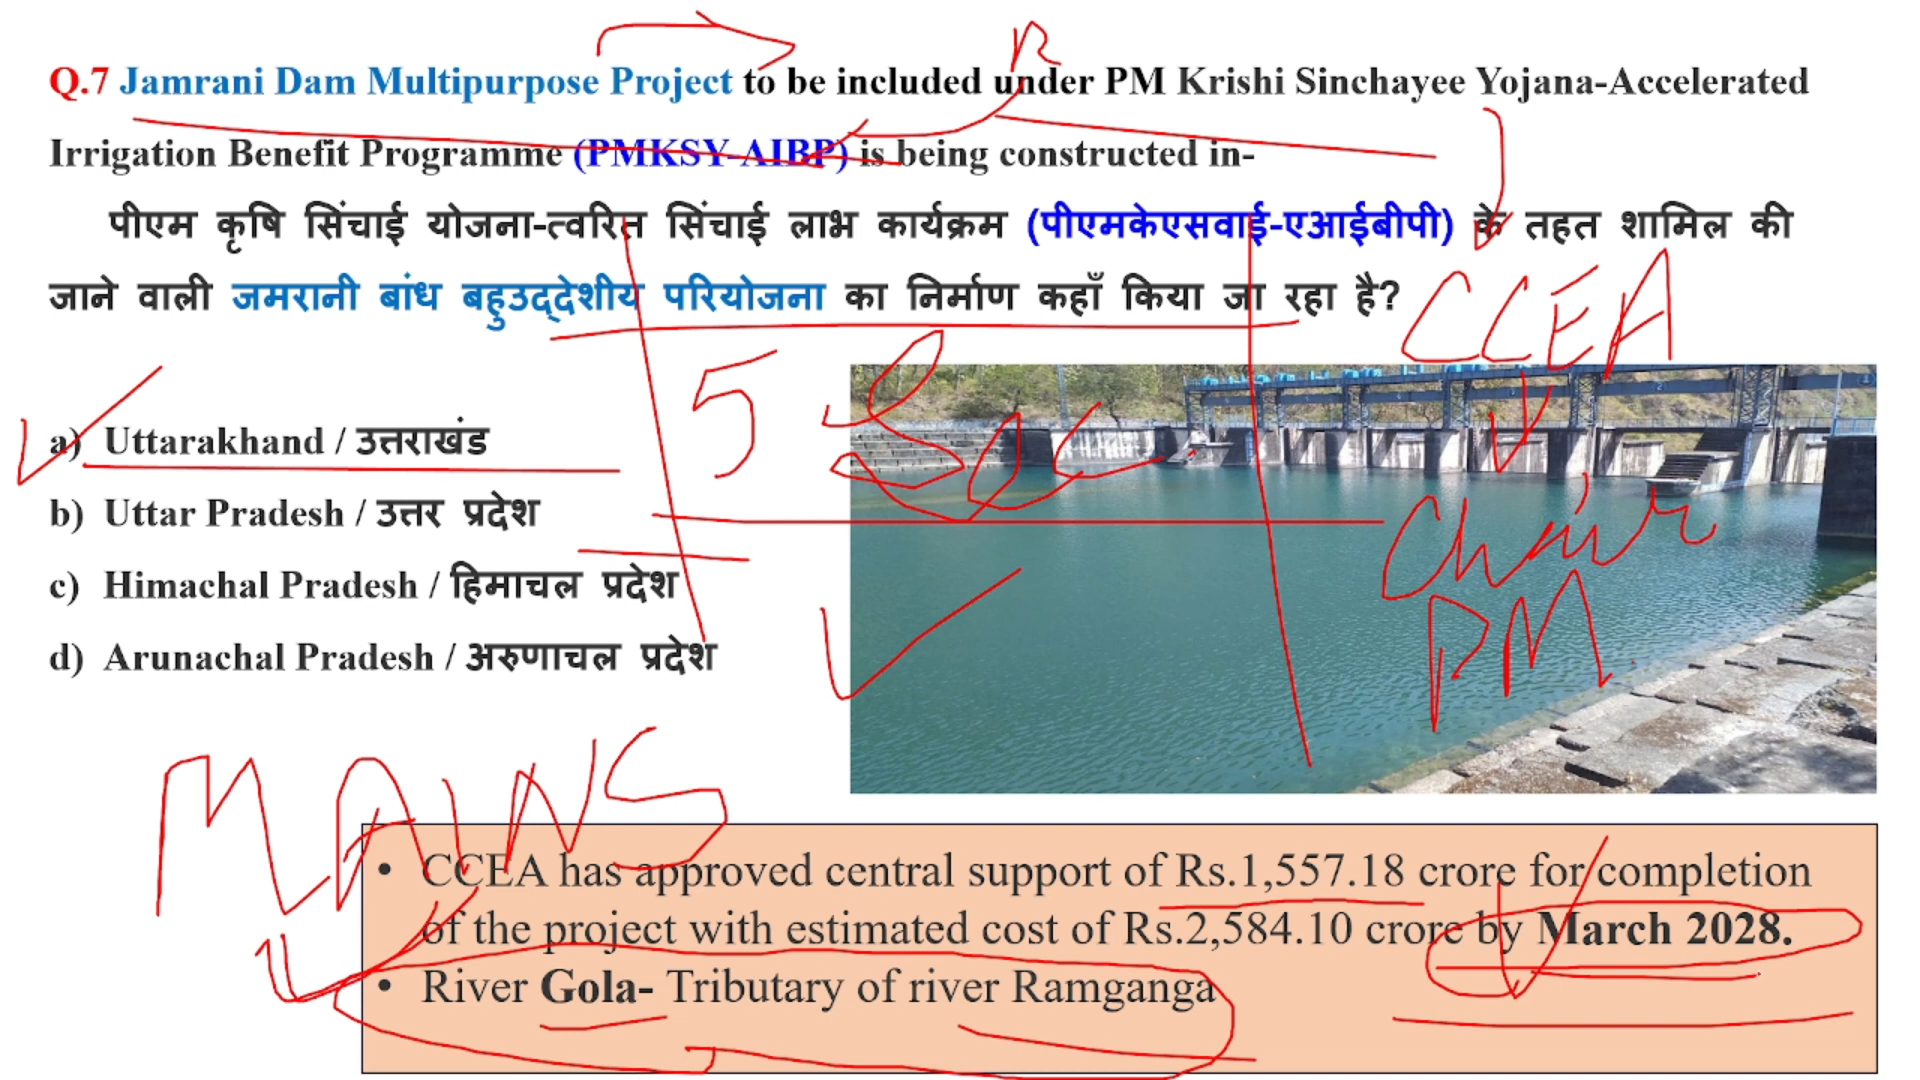 Q.7 Jamrani Dam Multipurpose Project to be included under PM Krishi Sinchayee Yojana-Accelerated
Irrigation Benefit Programme (PMKSY-AIBP) is being constructed in-
पीएम कृषि सिंचाई योजना-त्वरित सिंचाई लाभ कार्यक्रम (पीएमकेएसवाई-एआईबीपी) के तहत शामिल की
जाने वाली जमरानी बांध बहुउद्देशीय परियोजना का निर्माण कहाँ किया जा रहा है?
CCEA
5
a) Uttarakhand / उत्तराखंड
b) Uttar Pradesh / उत्तर प्रदेश
Chair
c) Himachal Pradesh / हिमाचल प्रदेश
PM
d) Arunachal Pradesh / अरुणाचल प्रदेश
MAINS
• CCEA has approved central support of Rs.1,557.18 crore for completion
of the project with estimated cost of Rs.2,584.10 crore by March 2028.
• River Gola- Tributary of river Ramganga